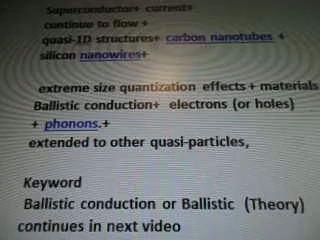 Superconductor+ current+
continue to flow +
quasi-1D structures+ carbon nanotubes +
silicon nanowires+
extreme size quantization effects+ materials
Ballistic conduction+ electrons (or holes)
+ phonons.+
extended to other quasi-particles,
Keyword
Ballistic conduction or Ballistic (Theory)
continues in next video